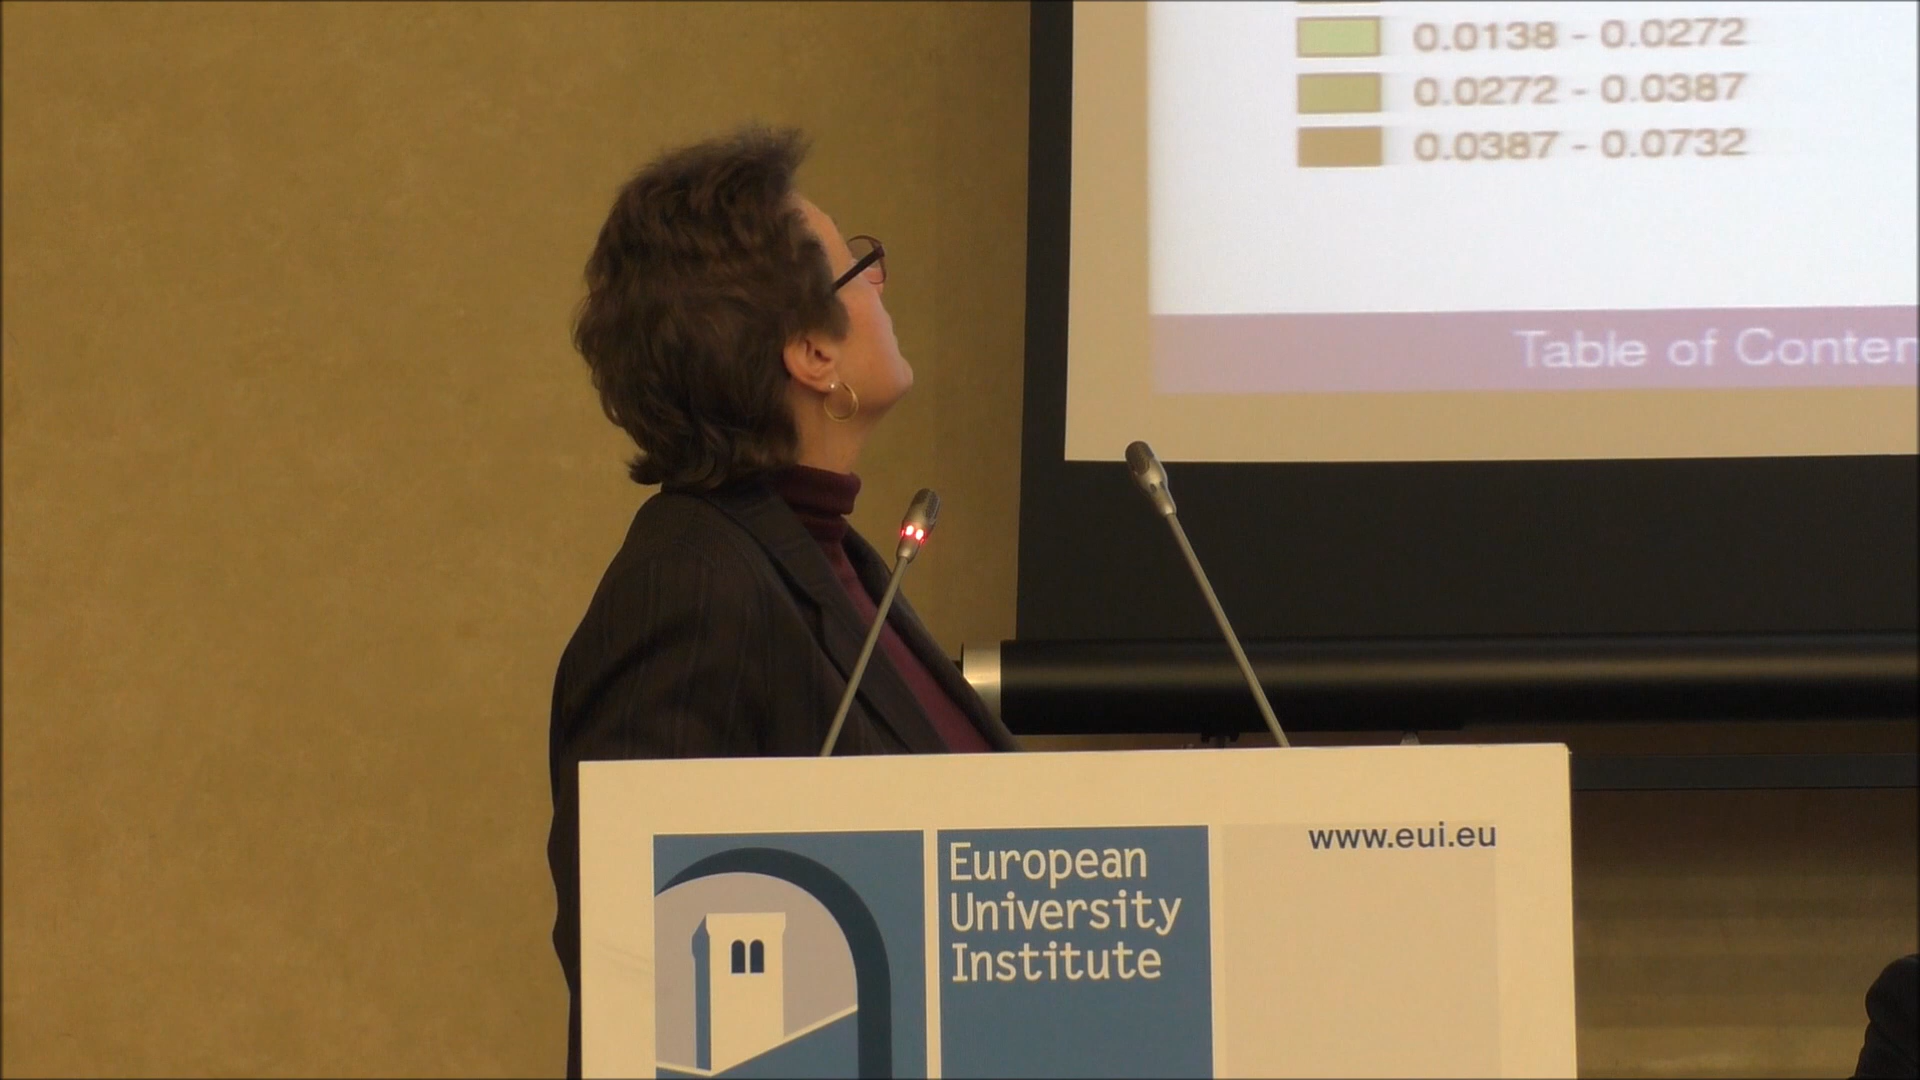 0.0138 - 0.0272
0.0272 - 0.0387
0.0387 - 0.0732
Table of Conten
www.eui.eu
European
University
Institute